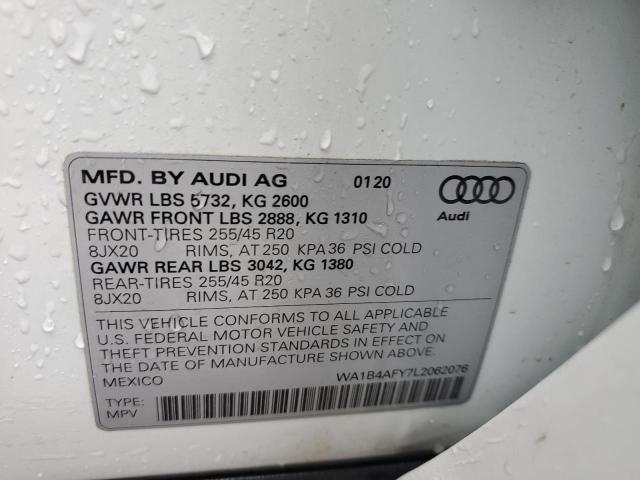 MFD. BY AUDI AG 0120
GVWR LBS 5732, KG 2600
GAWR FRONT LBS 2888, KG 1310
FRONT-TIRES 255/45 R20
8JX20 RIMS, AT 250 KPA 36 PSI COLD
GAWR REAR LBS 3042, KG 1380
REAR-TIRES 255/45 R20
8JX20 RIMS, AT 250 KPA 36 PSI COLD
Audi
THIS VEHICLE CONFORMS TO ALL APPLICABLE
U.S. FEDERAL MOTOR VEHICLE SAFETY AND
THEFT PREVENTION STANDARDS IN EFFECT ON
THE DATE OF MANUFACTURE SHOWN ABOVE.
MEXICO WA1B4AFY7L2062076
TYPE:
MPV